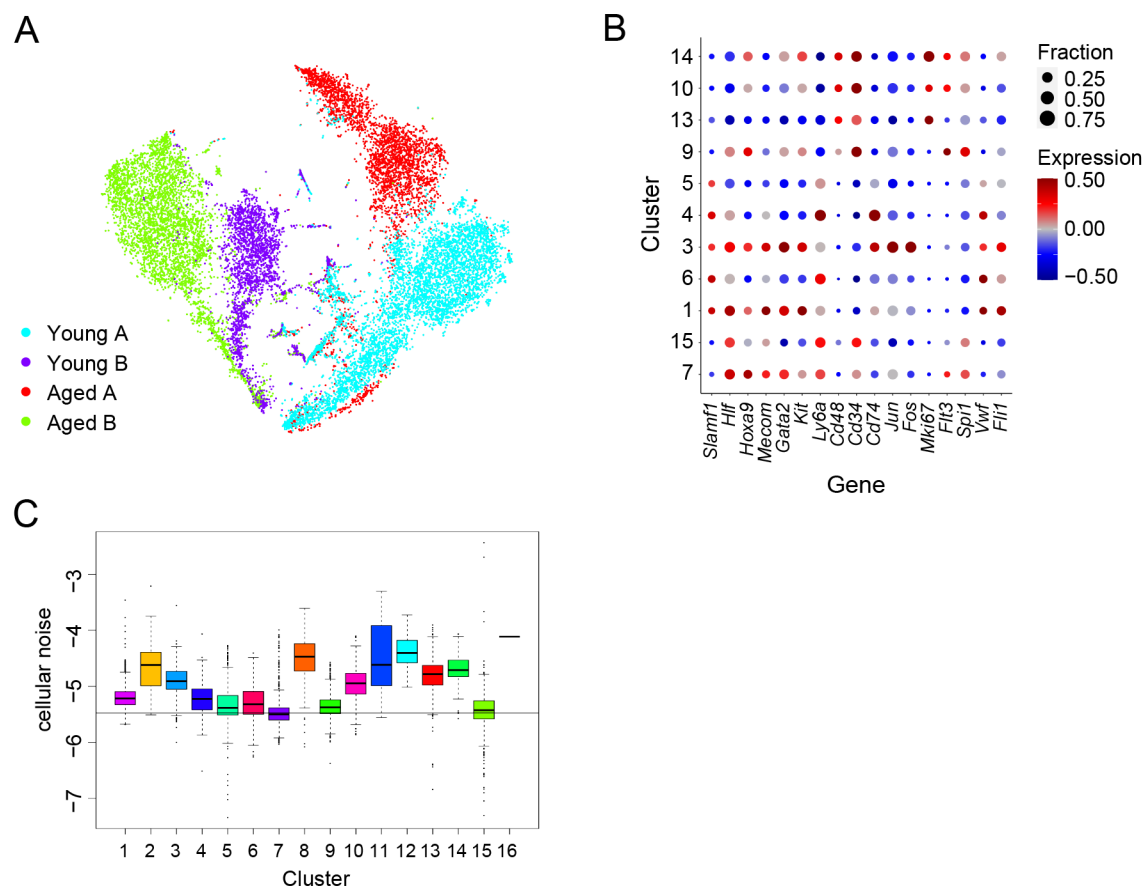 A
Young A
Young B
Aged A
Aged B
B
14
10
13
9
5
4
3
6
1
15
7
Cluster
Slamf1
Hlf
Hoxa9
Mecom
Gata2
Kit
Ly6a
Cd48
Cd34
Cd74
Jun
Fos
Mki67
Flt3
Spi1
Vwf
Fli1
Gene
Fraction
0.25
0.50
0.75
Expression
0.50
0.00
−0.50
C
cellular noise
−3
−4
−5
−6
−7
1 2 3 4 5 6 7 8 9 10 11 12 13 14 15 16
Cluster